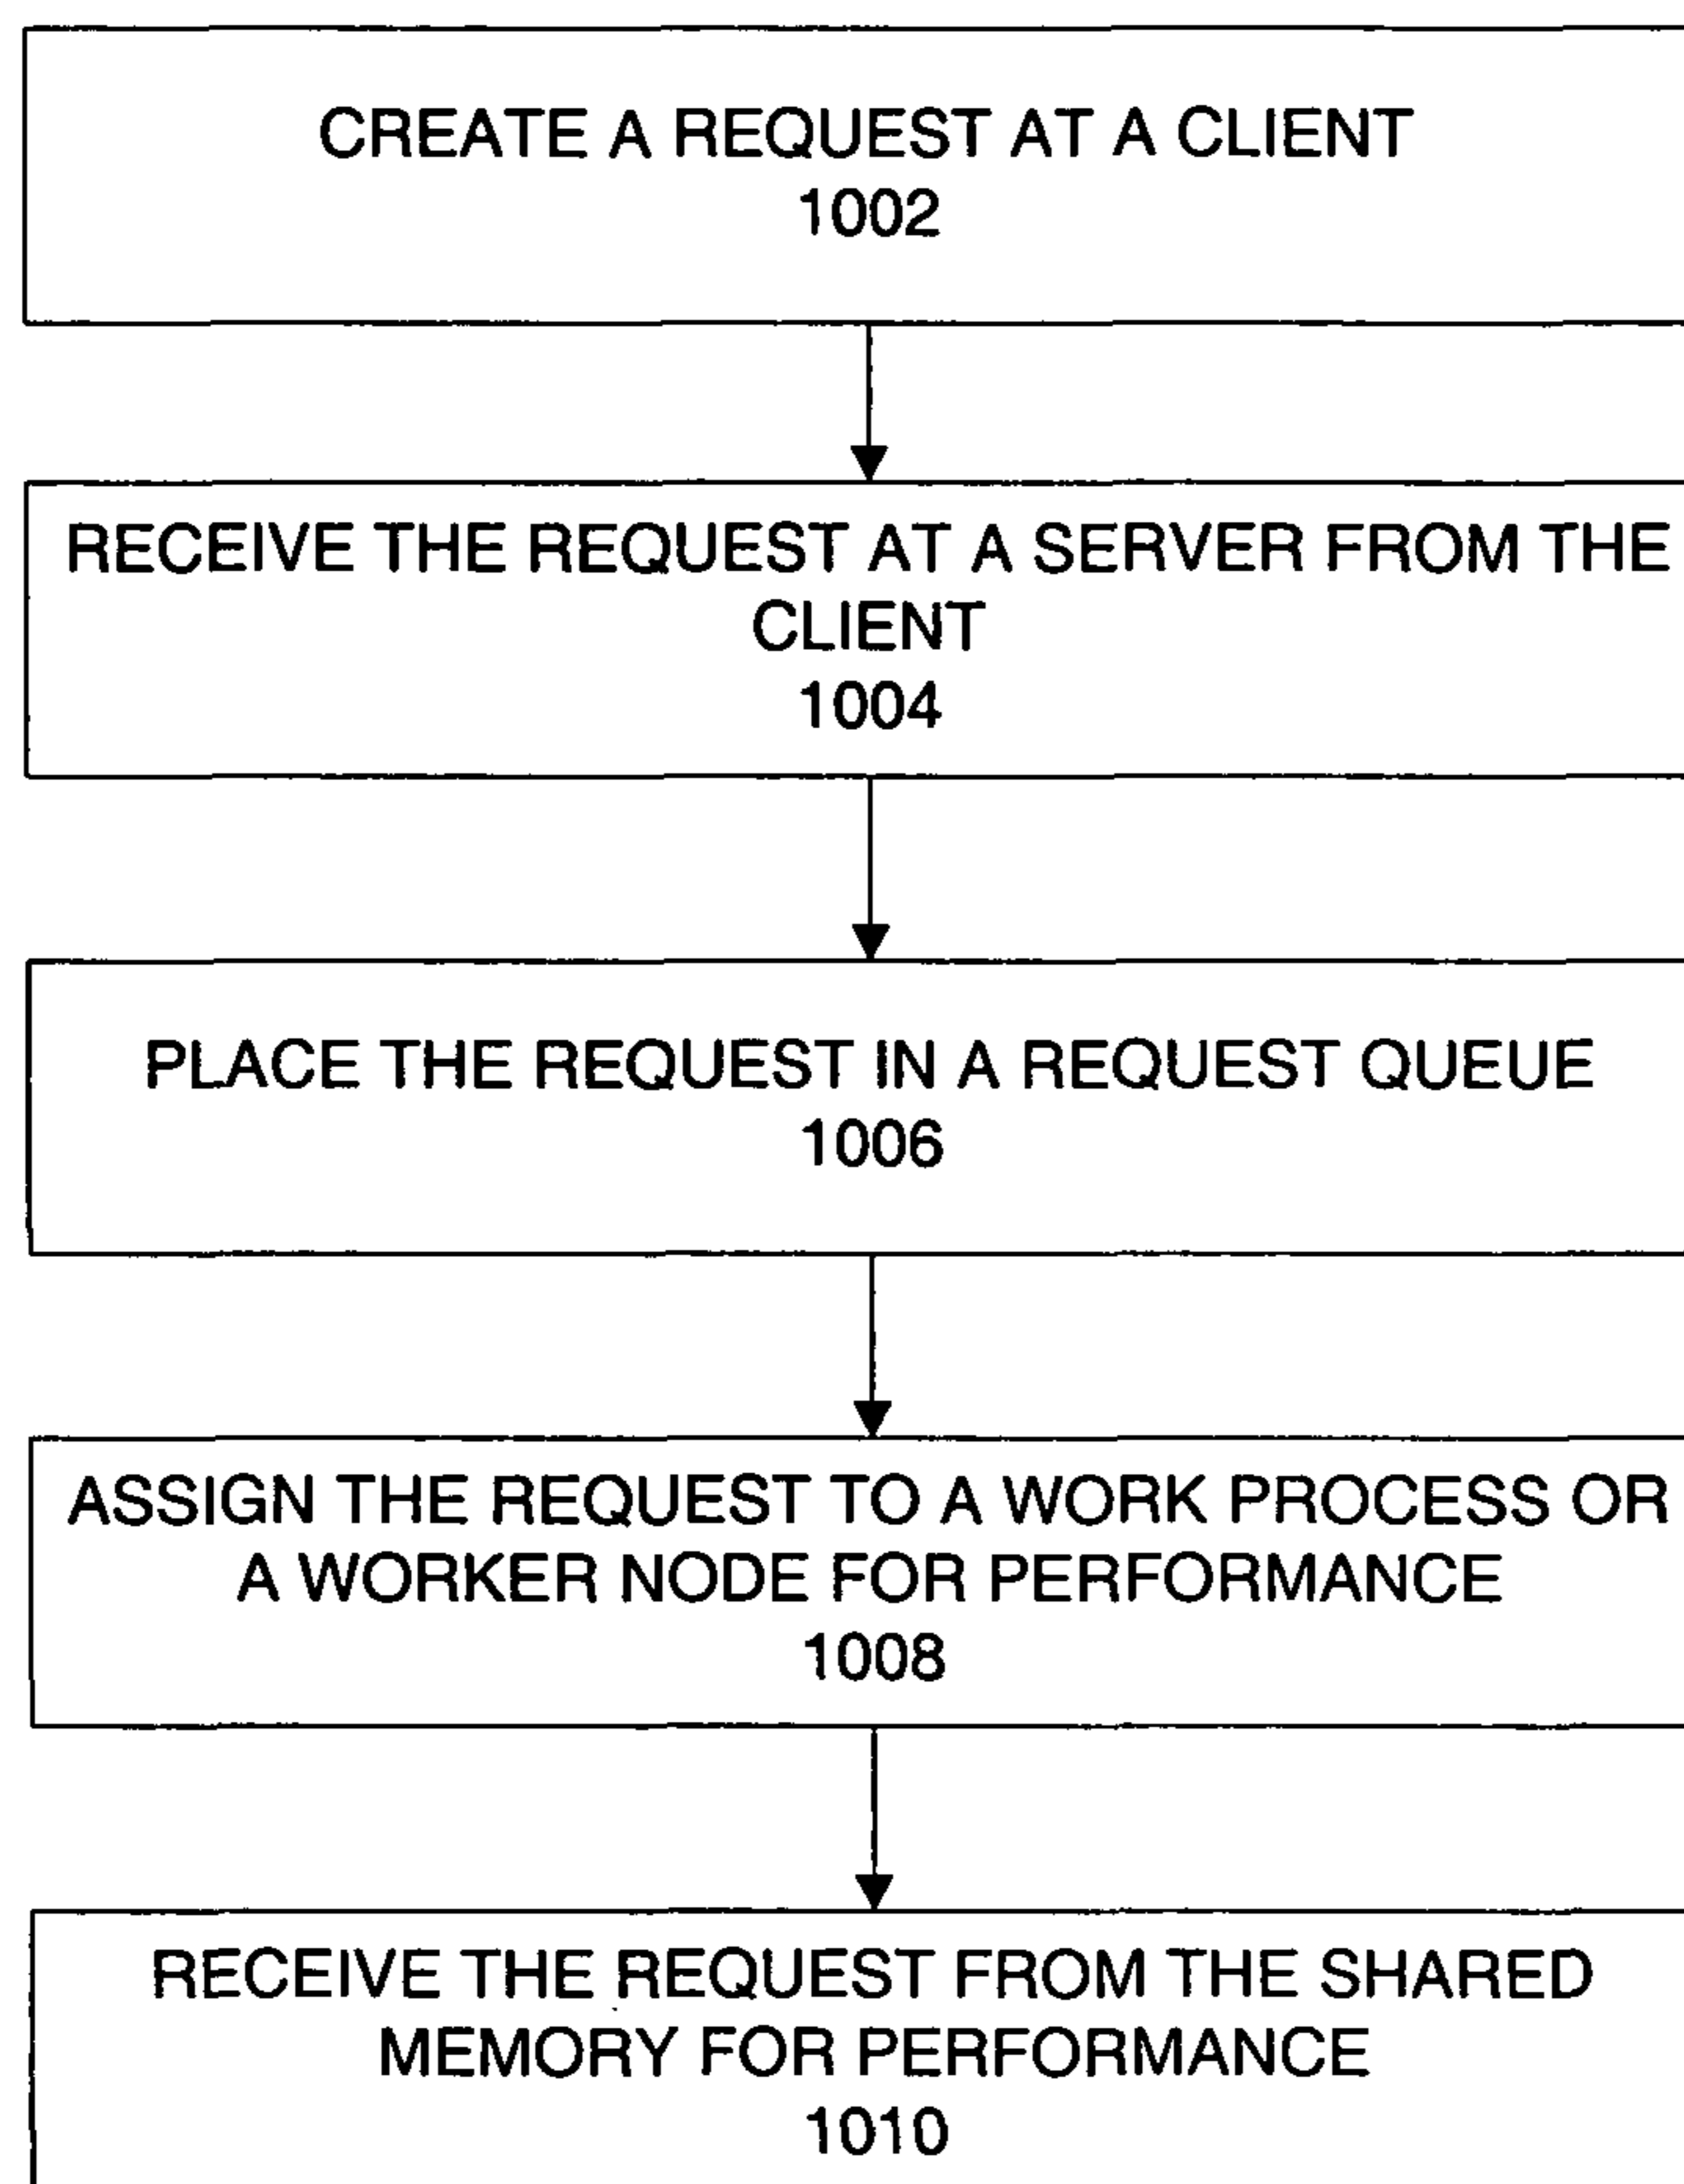 CREATE A REQUEST AT A CLIENT
1002
RECEIVE THE REQUEST AT A SERVER FROM THE
CLIENT
1004
PLACE THE REQUEST IN A REQUEST QUEUE
1006
ASSIGN THE REQUEST TO A WORK PROCESS OR
A WORKER NODE FOR PERFORMANCE
1008
RECEIVE THE REQUEST FROM THE SHARED
MEMORY FOR PERFORMANCE
1010